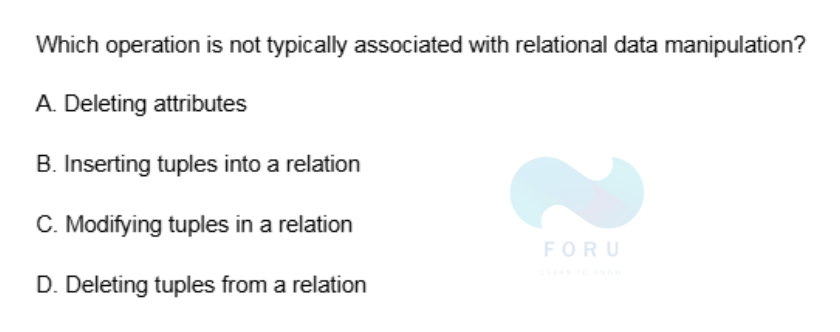 Which operation is not typically associated with relational data manipulation?
A. Deleting attributes
B. Inserting tuples into a relation
C. Modifying tuples in a relation
FORU
D. Deleting tuples from a relation